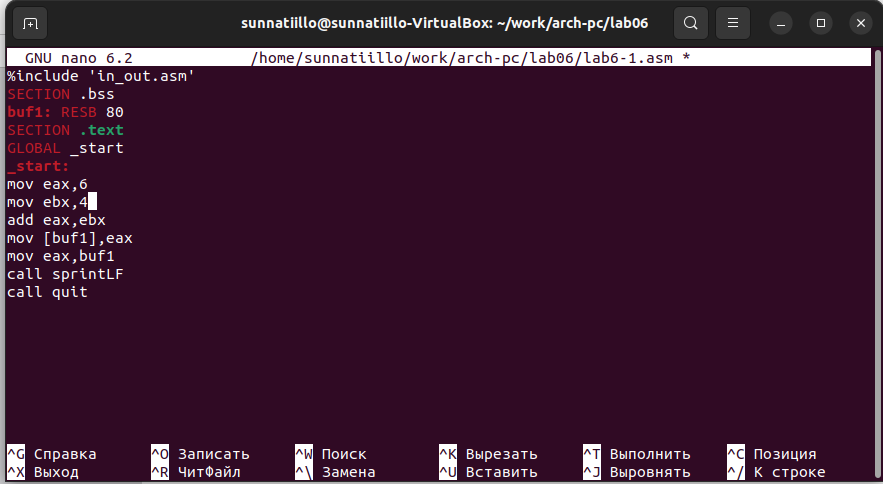 sunnatiillo@sunnatiillo-VirtualBox: ~/work/arch-pc/lab06
GNU nano 6.2 /home/sunnatiillo/work/arch-pc/lab06/lab6-1.asm *
%include 'in_out.asm'
SECTION .bss
buf1: RESB 80
SECTION .text
GLOBAL _start
_start:
mov eax,6
mov ebx,4
add eax,ebx
mov [buf1],eax
mov eax,buf1
call sprintLF
call quit
^G Справка ^O Записать ^W Поиск ^K Вырезать ^T Выполнить ^C Позиция
^X Выход ^R ЧитФайл ^\ Замена ^U Вставить ^J Выровнять ^/ К строке